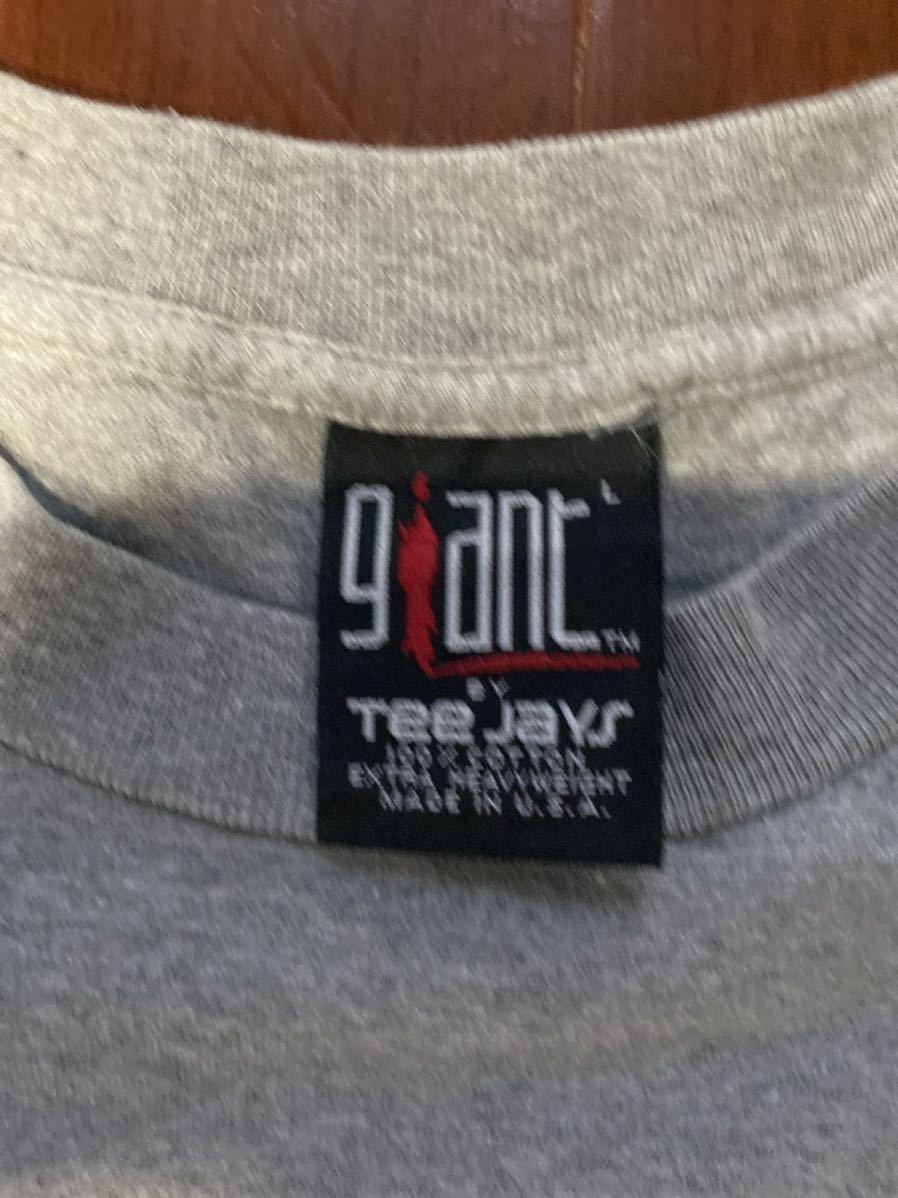 giant L
TM
BY
Tee Jays
100% COTTON
EXTRA HEAVYWEIGHT
MADE IN U.S.A.